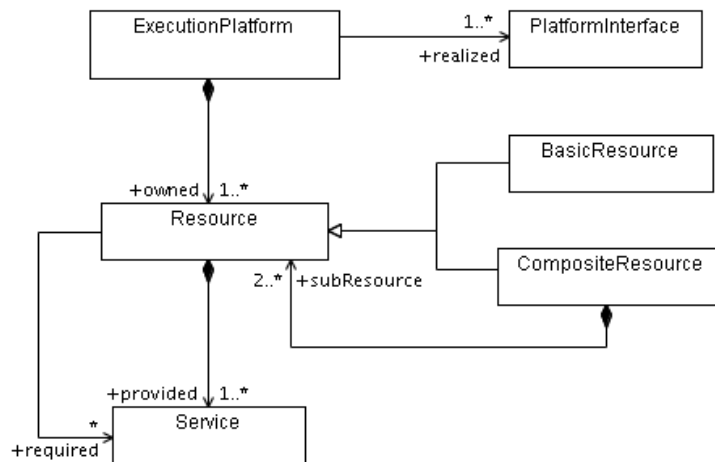 ExecutionPlatform
1..*
PlatformInterface
+realized
BasicResource
+owned 1..*
Resource
CompositeResource
2..* +subResource
+provided 1..*
Service
*
+required